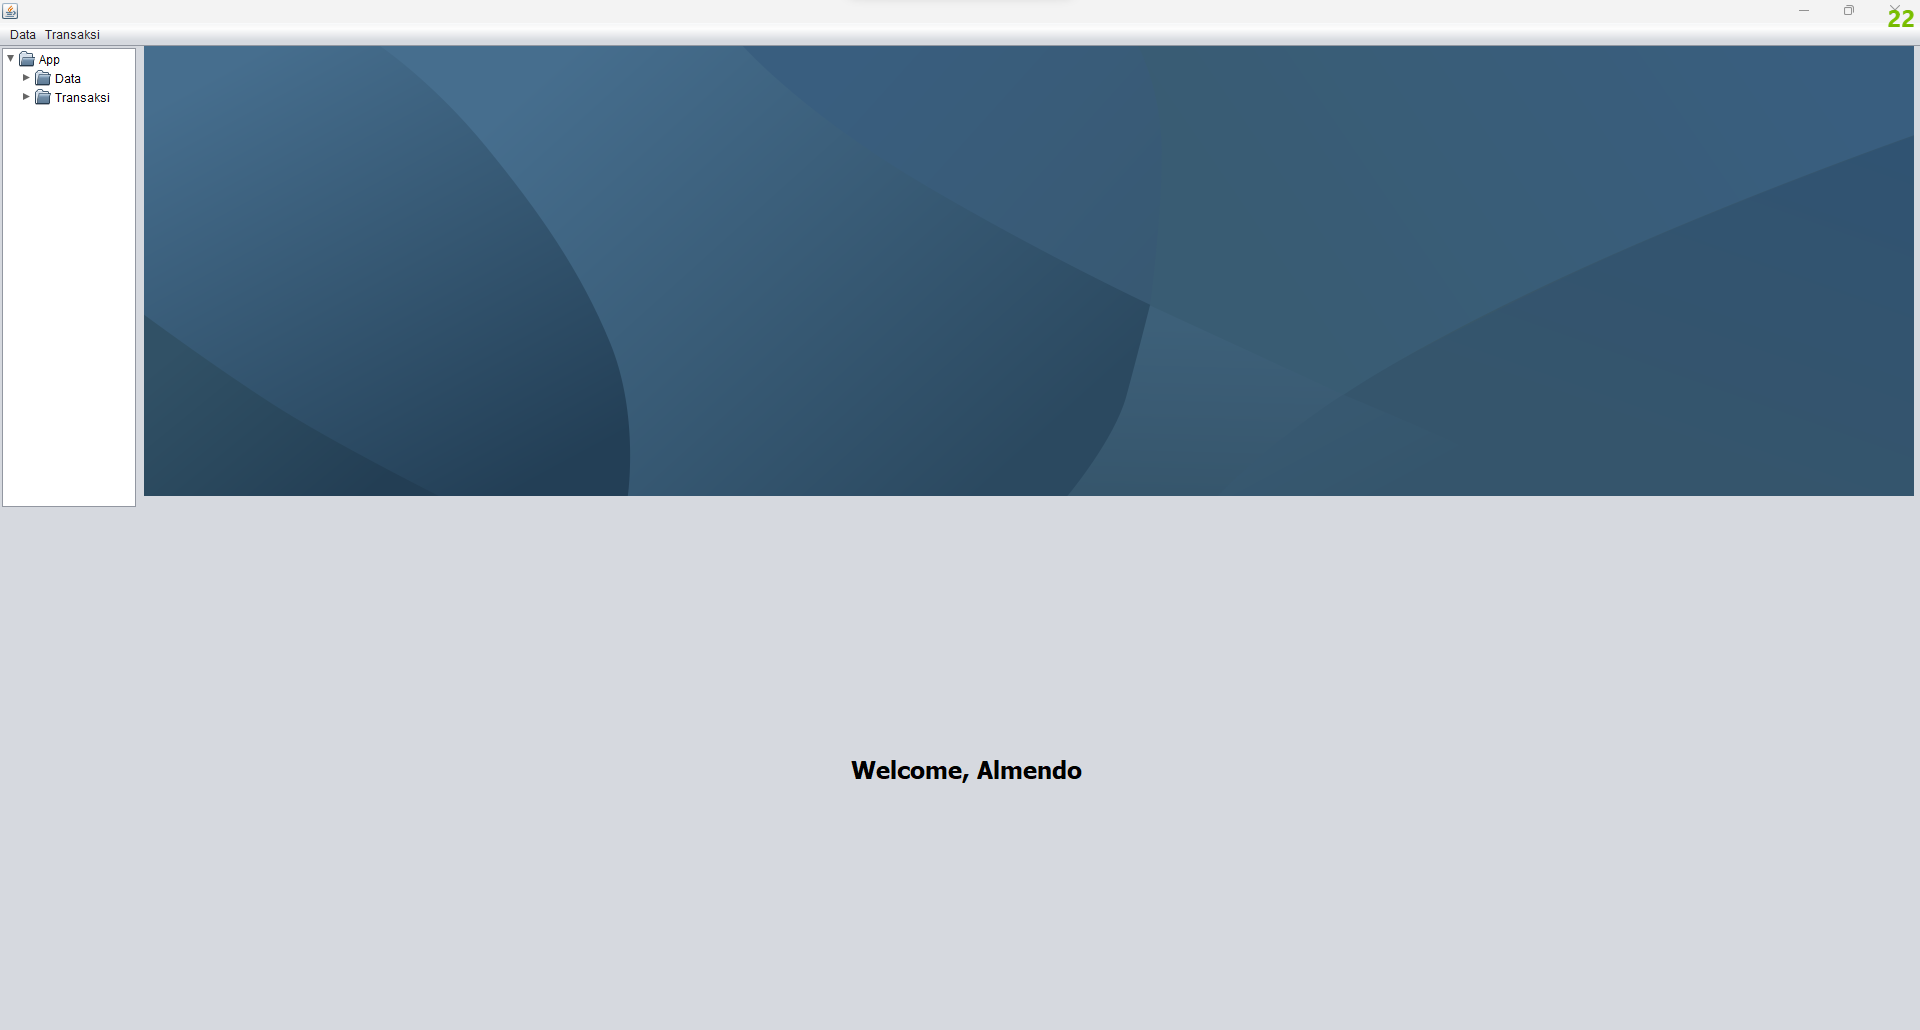 22
Data Transaksi
App
Data
Transaksi
Welcome, Almendo